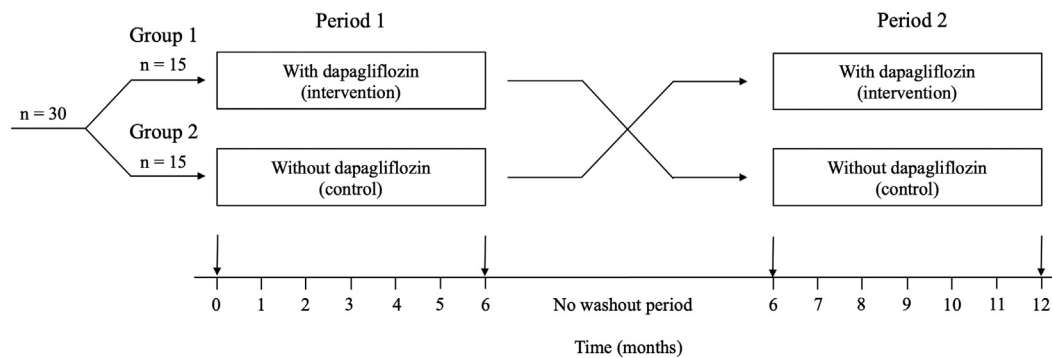 Period 1
Period 2
Group 1
n = 15
With dapagliflozin
(intervention)
With dapagliflozin
(intervention)
n = 30
Group 2
n = 15
Without dapagliflozin
(control)
Without dapagliflozin
(control)
0 1 2 3 4 5 6 No washout period 6 7 8 9 10 11 12
Time (months)